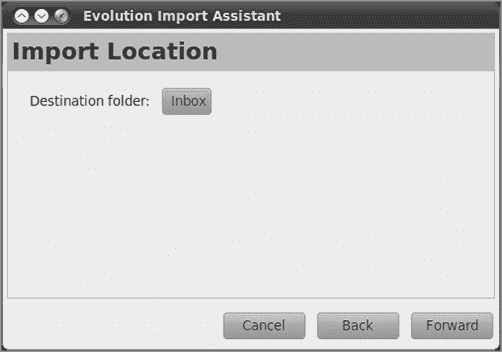 Evolution Import Assistant
Import Location
Destination folder: Inbox
Cancel Back Forward